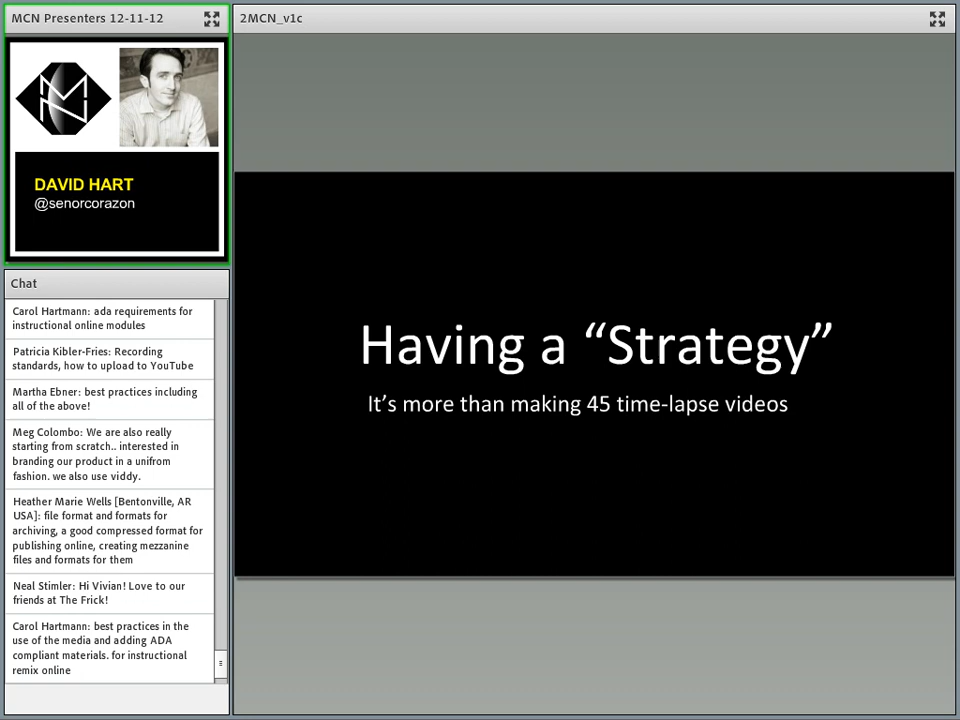 MCN Presenters 12-11-12
DAVID HART
@senorcorazon
Chat
Carol Hartmann: ada requirements for
instructional online modules
Patricia Kibler-Fries: Recording
standards, how to upload to YouTube
Martha Ebner: best practices including
all of the above!
Meg Colombo: We are also really
starting from scratch.. interested in
branding our product in a unifrom
fashion. we also use viddy.
Heather Marie Wells [Bentonville, AR
USA]: file format and formats for
archiving, a good compressed format for
publishing online, creating mezzanine
files and formats for them
Neal Stimler: Hi Vivian! Love to our
friends at The Frick!
Carol Hartmann: best practices in the
use of the media and adding ADA
compliant materials. for instructional
remix online
2MCN_v1c
Having a “Strategy”
It’s more than making 45 time-lapse videos